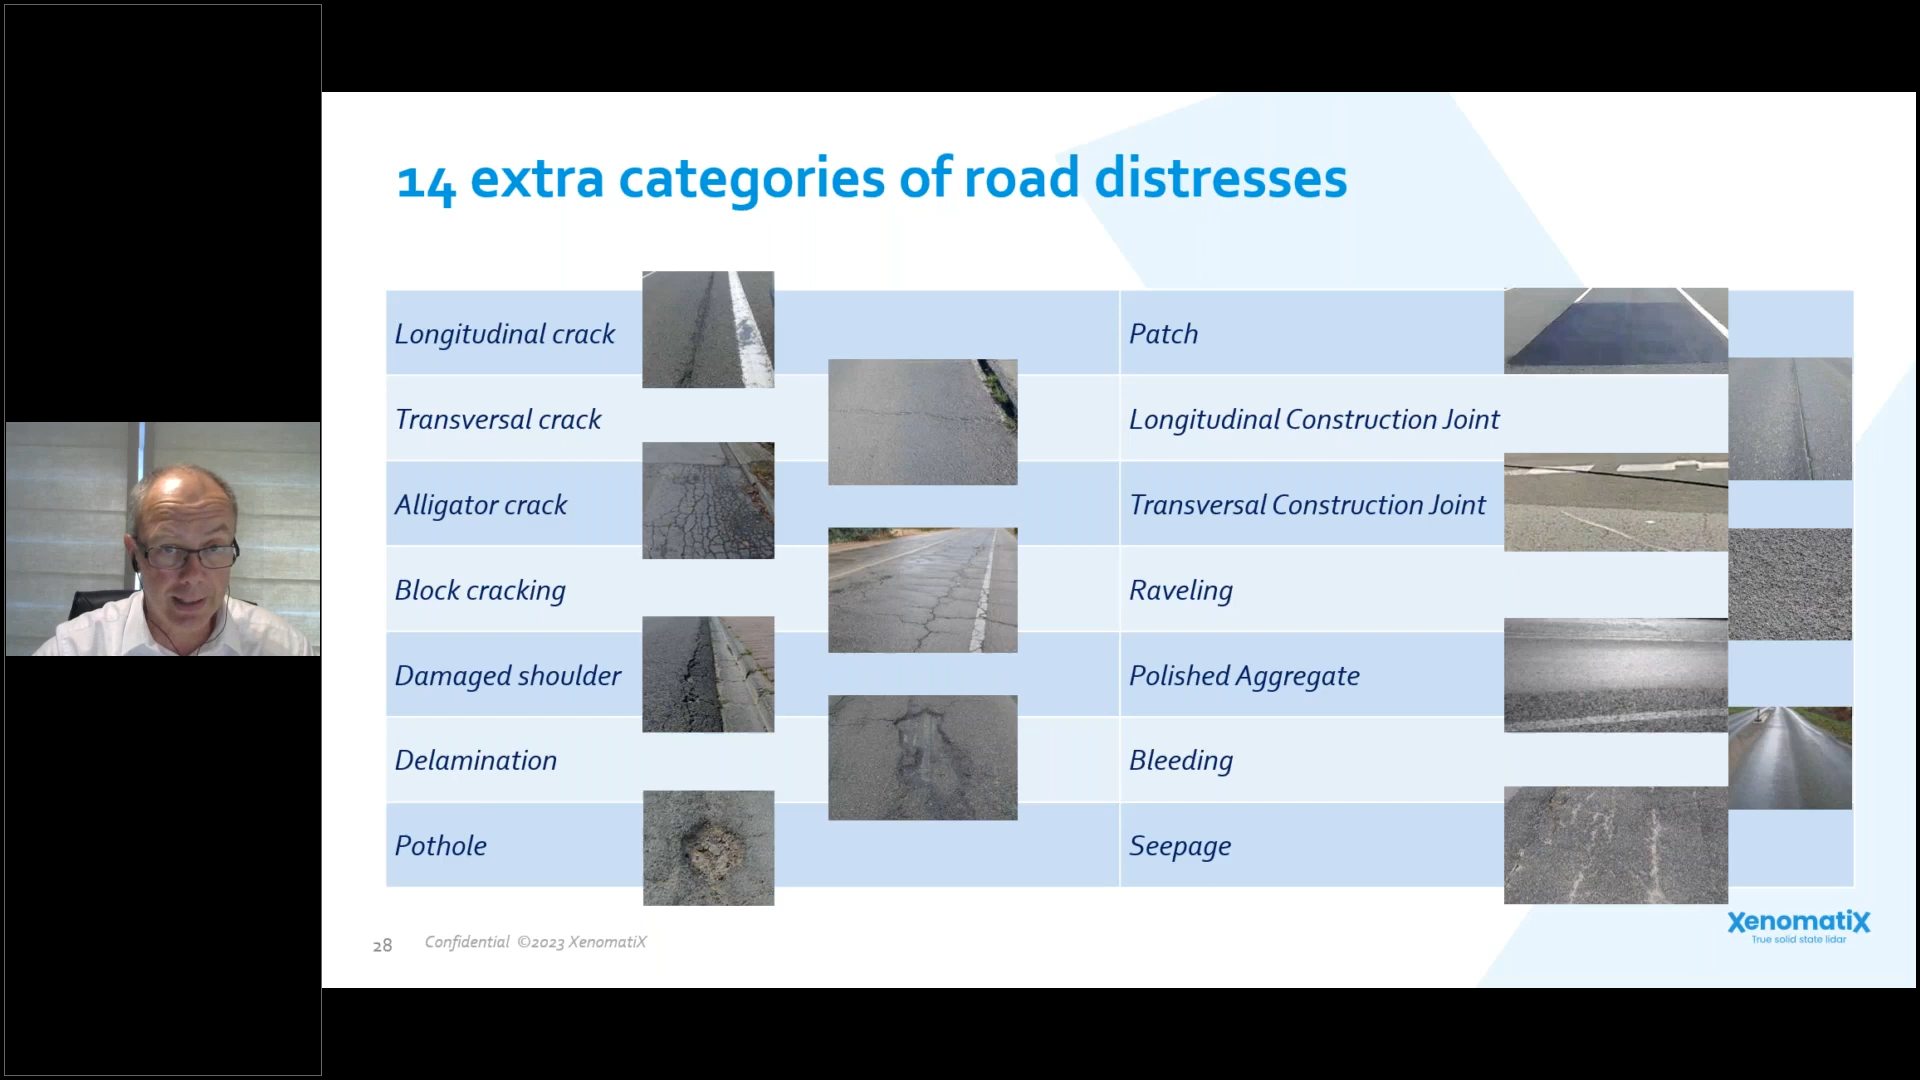 14 extra categories of road distresses
Longitudinal crack
Patch
Transversal crack
Longitudinal Construction Joint
Alligator crack
Transversal Construction Joint
Block cracking
Raveling
Damaged shoulder
Polished Aggregate
Delamination
Bleeding
Pothole
Seepage
28
Confidential ©2023 XenomatiX
XenomatiX
True solid state lidar